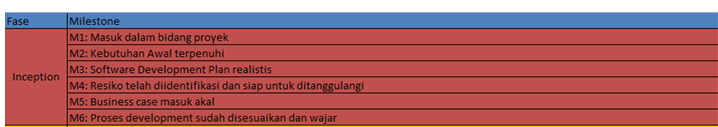 Fase Milestone
M1: Masuk dalam bidang proyek
M2: Kebutuhan Awal terpenuhi
M3: Software Development Plan realistis
Inception M4: Resiko telah diidentifikasi dan siap untuk ditanggulangi
M5: Business case masuk akal
M6: Proses development sudah disesuaikan dan wajar